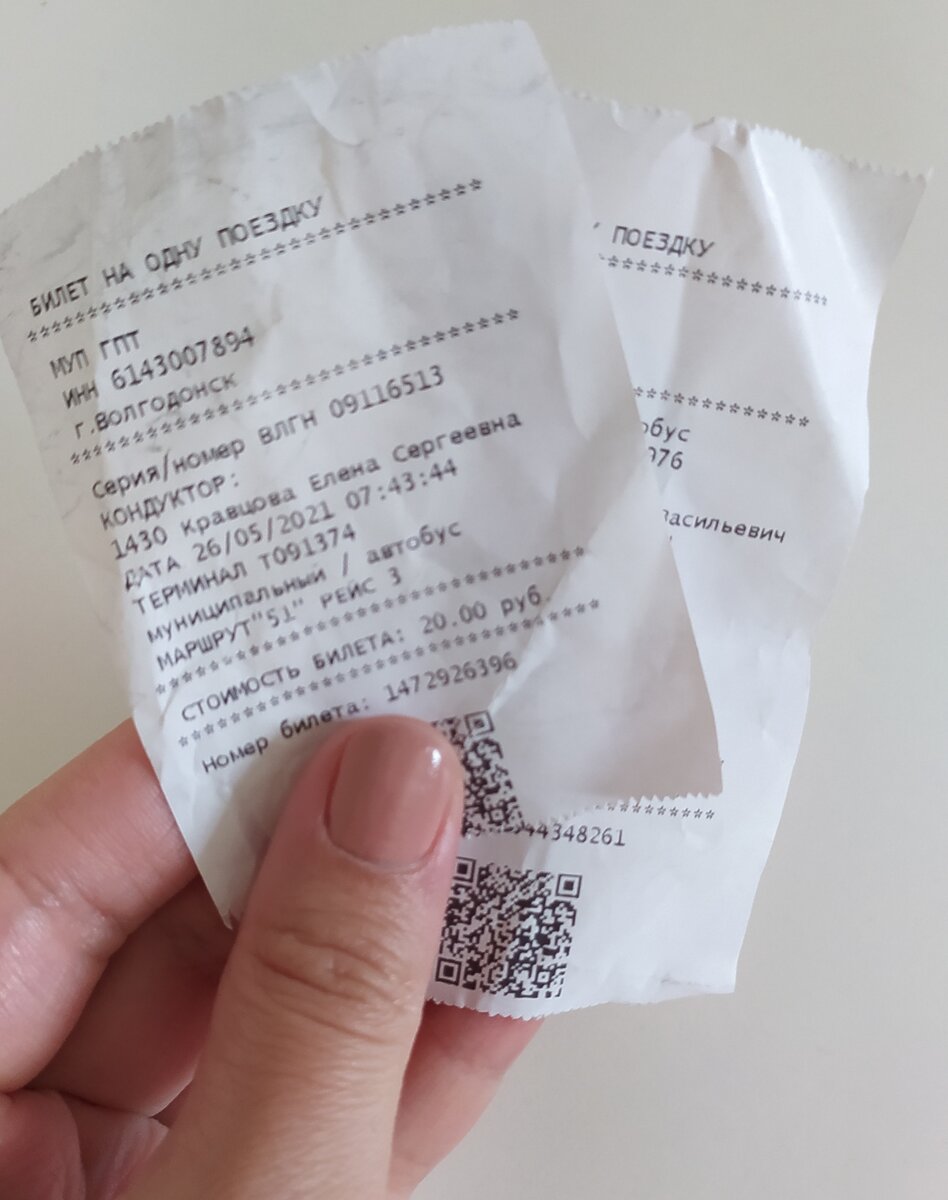 БИЛЕТ НА ОДНУ ПОЕЗДКУ
********************************
МУП ГПТ
ИНН 6143007894
г.Волгодонск
********************************
Серия/номер ВЛГН 09116513
КОНДУКТОР:
1430 Кравцова Елена Сергеевна
ДАТА 26/05/2021 07:43:44
ТЕРМИНАЛ Т091374
муниципальный / автобус
МАРШРУТ"51" РЕЙС 3
********************************
СТОИМОСТЬ БИЛЕТА: 20.00 руб.
********************************
Номер билета: 1472926396
ПОЕЗДКУ
*****************
*************
обус
976
Васильевич
*********
44348261